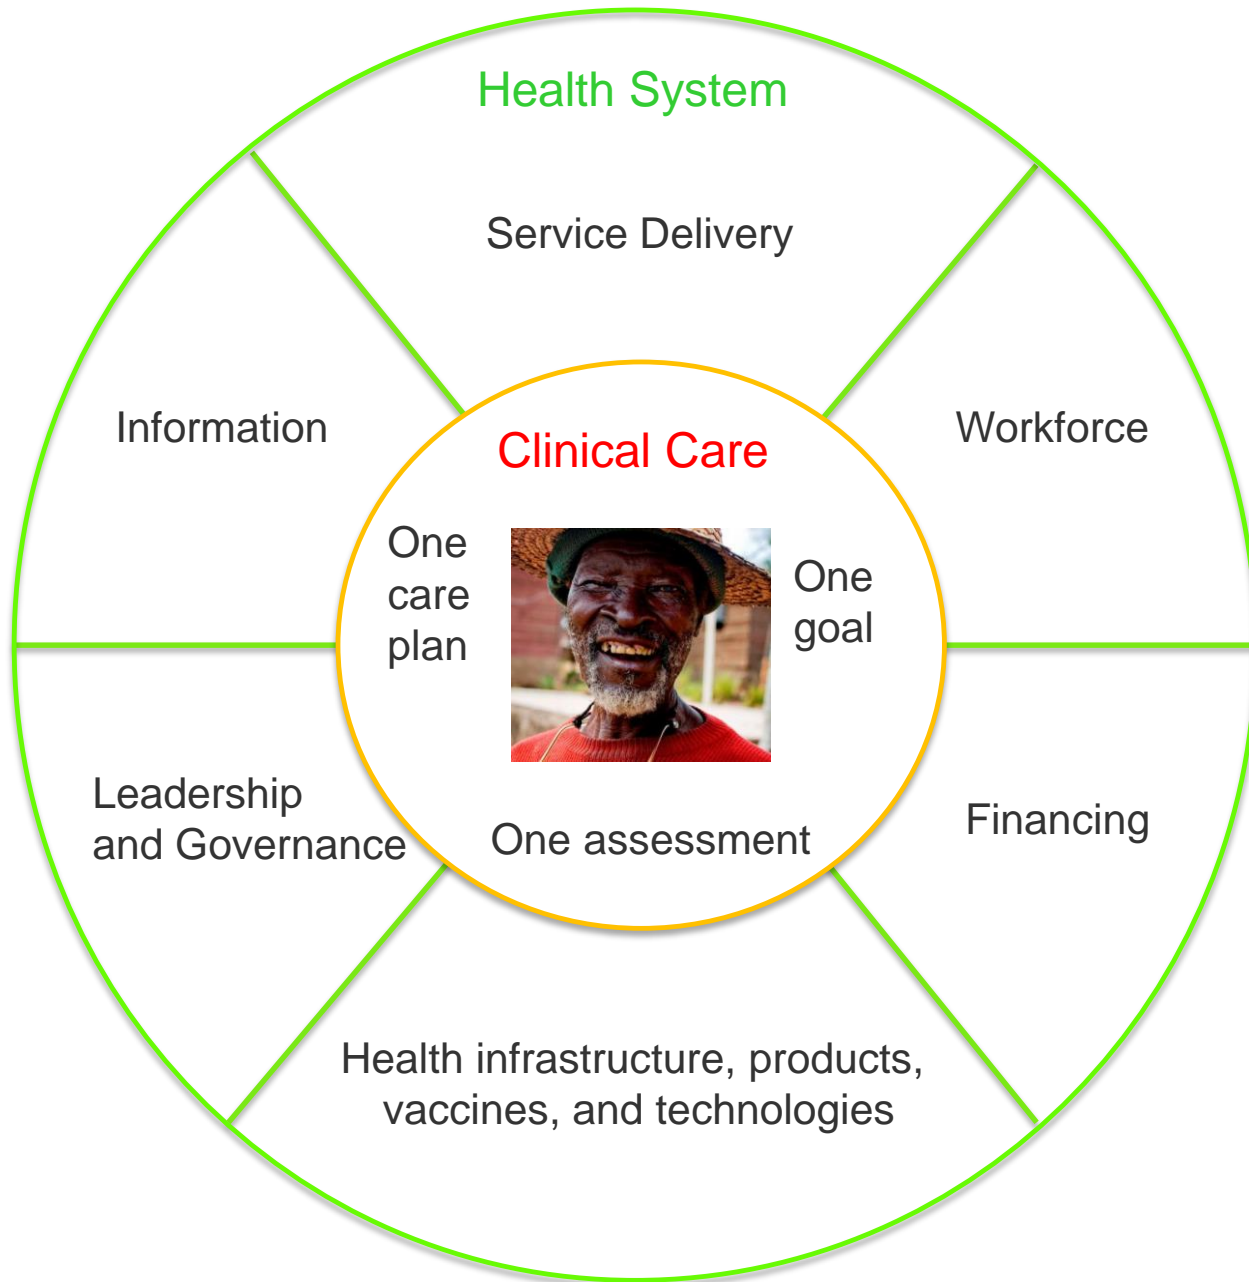 Health System
Service Delivery
Information
Workforce
Clinical Care
One
care
plan
One
goal
Leadership
and Governance
One assessment
Financing
Health infrastructure, products,
vaccines, and technologies